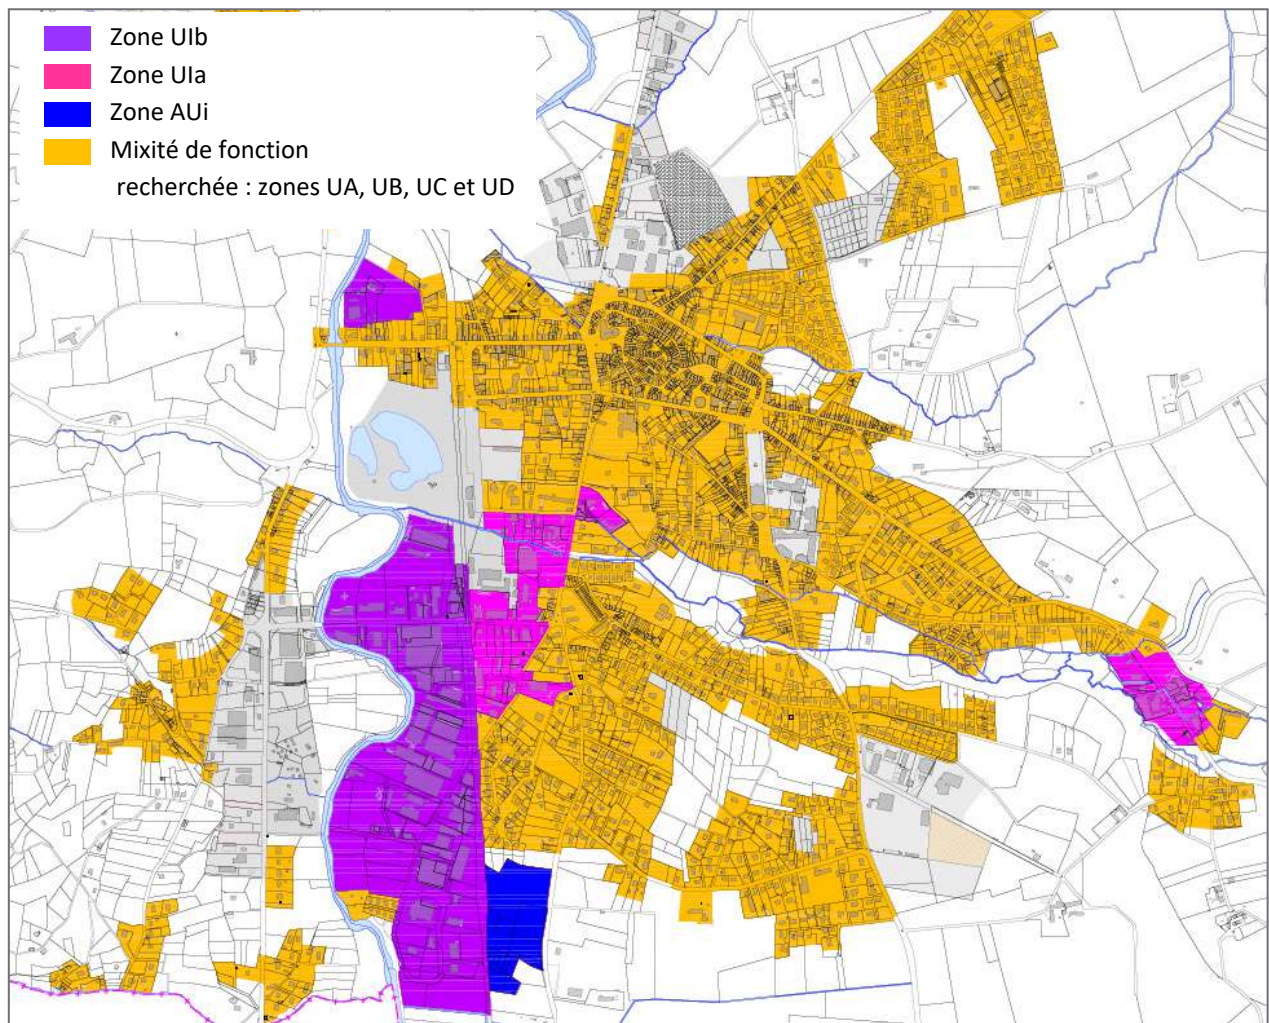 Zone UIb
Zone UIa
Zone AUi
Mixité de fonction
recherchée : zones UA, UB, UC et UD